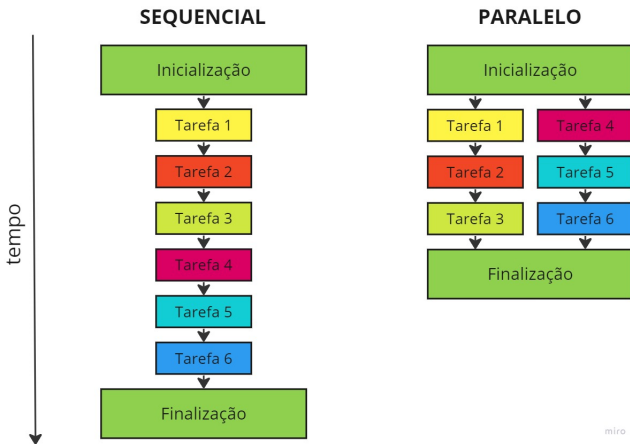 SEQUENCIAL
Inicialização
Tarefa 1
Tarefa 2
Tarefa 3
Tarefa 4
Tarefa 5
Tarefa 6
Finalização
tempo
PARALELO
Inicialização
Tarefa 1
Tarefa 4
Tarefa 2
Tarefa 5
Tarefa 3
Tarefa 6
Finalização
miro